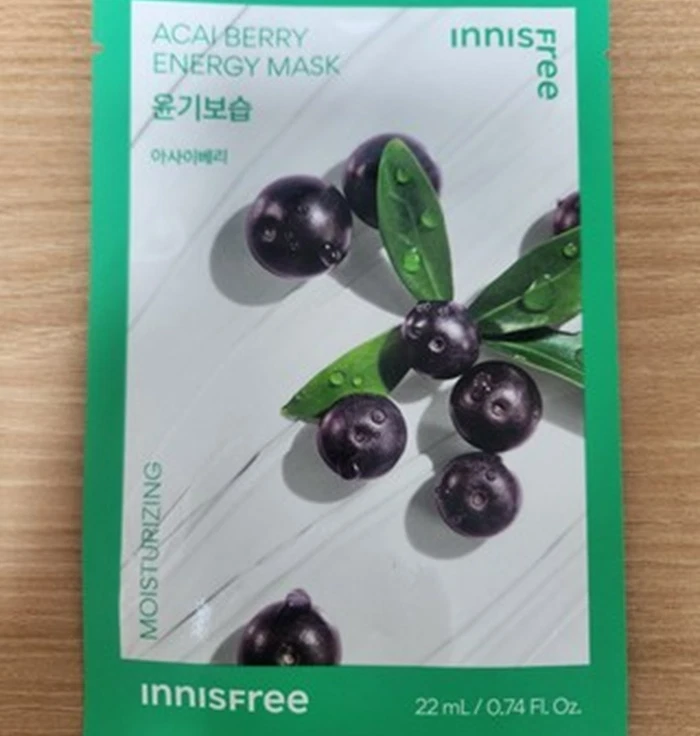 ACAI BERRY
ENERGY MASK
윤기보습
아사이베리
innisfree
MOISTURIZING
innisfree
22 mL / 0.74 Fl. Oz.